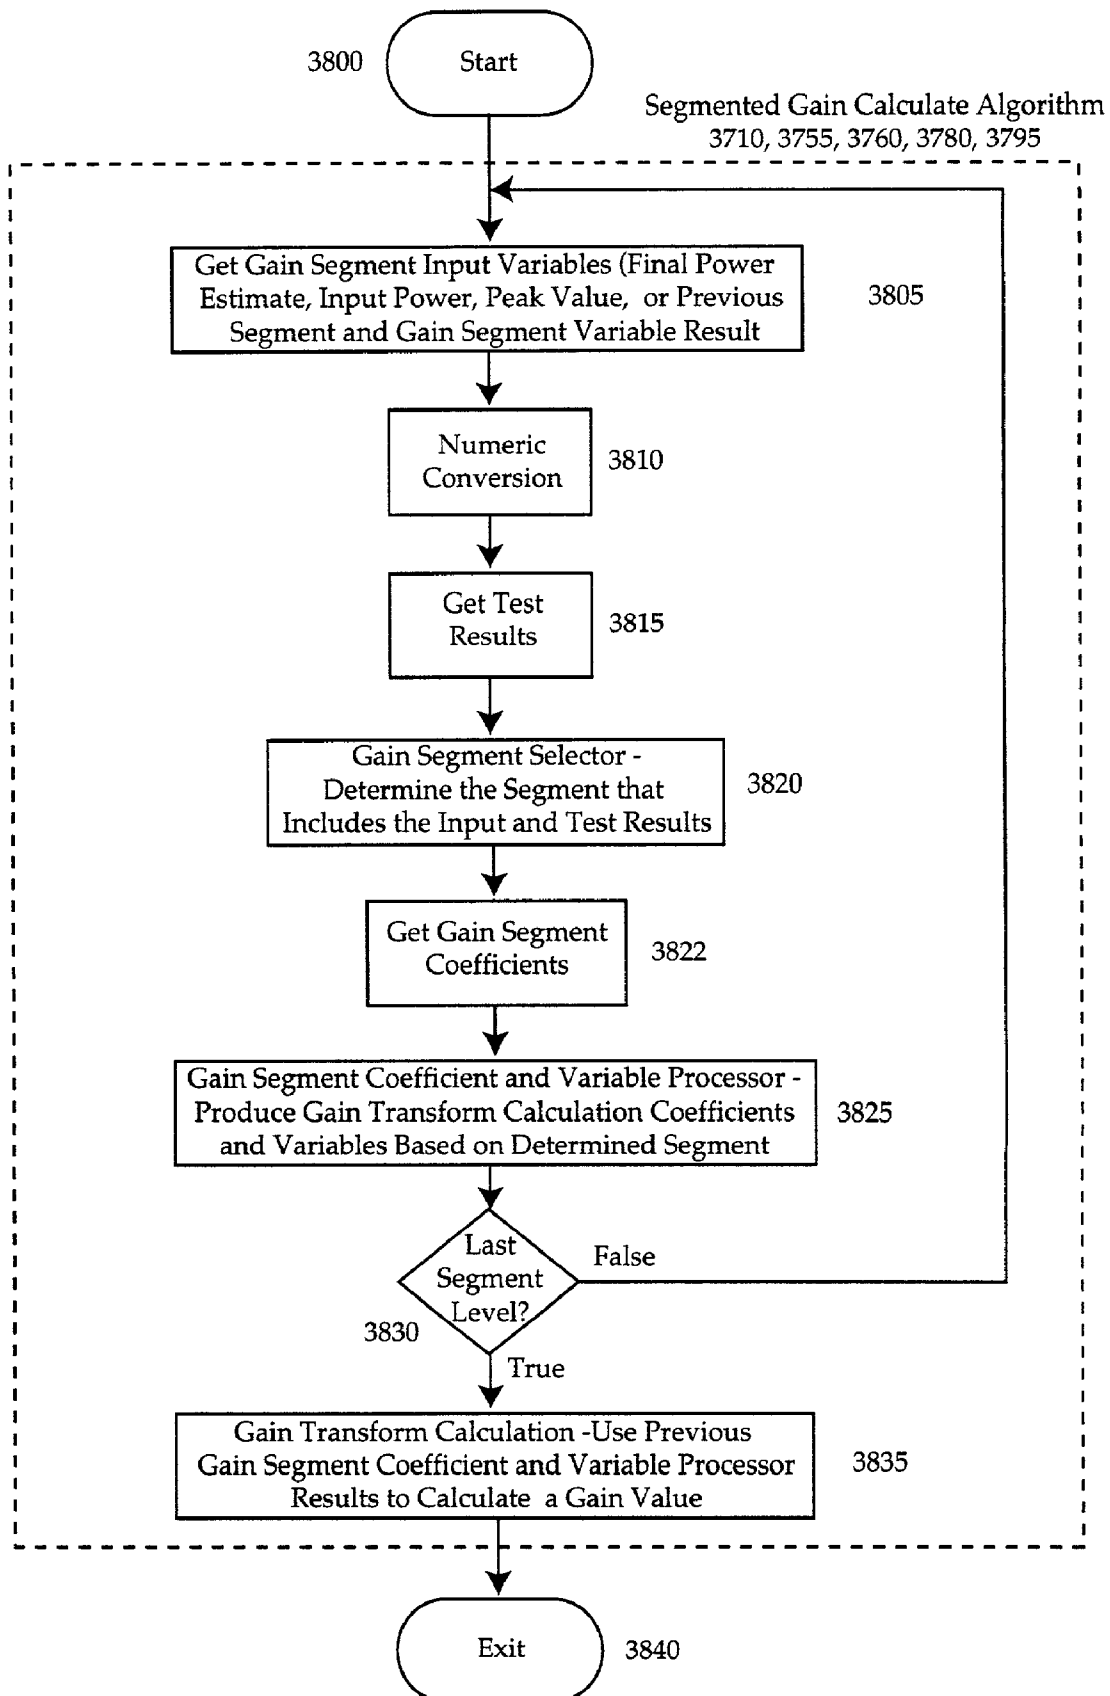 3800
Start
Segmented Gain Calculate Algorithm
3710, 3755, 3760, 3780, 3795
Get Gain Segment Input Variables (Final Power
Estimate, Input Power, Peak Value, or Previous
Segment and Gain Segment Variable Result
3805
Numeric
Conversion
3810
Get Test
Results
3815
Gain Segment Selector -
Determine the Segment that
Includes the Input and Test Results
3820
Get Gain Segment
Coefficients
3822
Gain Segment Coefficient and Variable Processor -
Produce Gain Transform Calculation Coefficients
and Variables Based on Determined Segment
3825
Last
Segment
Level?
False
3830
True
Gain Transform Calculation -Use Previous
Gain Segment Coefficient and Variable Processor
Results to Calculate a Gain Value
3835
Exit
3840